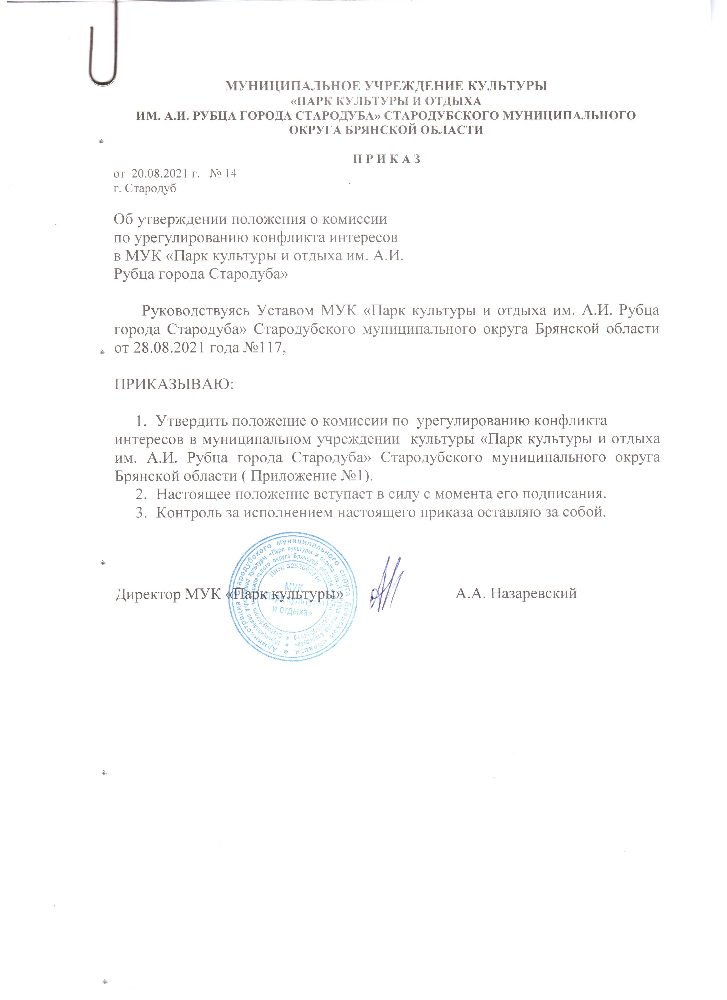 МУНИЦИПАЛЬНОЕ УЧРЕЖДЕНИЕ КУЛЬТУРЫ
«ПАРК КУЛЬТУРЫ И ОТДЫХА
ИМ. А.И. РУБЦА ГОРОДА СТАРОДУБА» СТАРОДУБСКОГО МУНИЦИПАЛЬНОГО
ОКРУГА БРЯНСКОЙ ОБЛАСТИ
П Р И К А З
от 20.08.2021 г. № 14
г. Стародуб
Об утверждении положения о комиссии
по урегулированию конфликта интересов
в МУК «Парк культуры и отдыха им. А.И.
Рубца города Стародуба»
Руководствуясь Уставом МУК «Парк культуры и отдыха им. А.И. Рубца
города Стародуба» Стародубского муниципального округа Брянской области
от 28.08.2021 года №117,
ПРИКАЗЫВАЮ:
1. Утвердить положение о комиссии по урегулированию конфликта
интересов в муниципальном учреждении культуры «Парк культуры и отдыха
им. А.И. Рубца города Стародуба» Стародубского муниципального округа
Брянской области ( Приложение №1).
2. Настоящее положение вступает в силу с момента его подписания.
3. Контроль за исполнением настоящего приказа оставляю за собой.
Директор МУК «Парк культуры» А.А. Назаревский
Администрация Стародубского муниципального округа Брянской области *
Муниципальное учреждение культуры «Парк культуры и отдыха им. А.И. Рубца города Стародуба» *
Стародубского муниципального округа Брянской области *
ИНН: 3253002614
МУК
«Парк культуры
и отдыха»